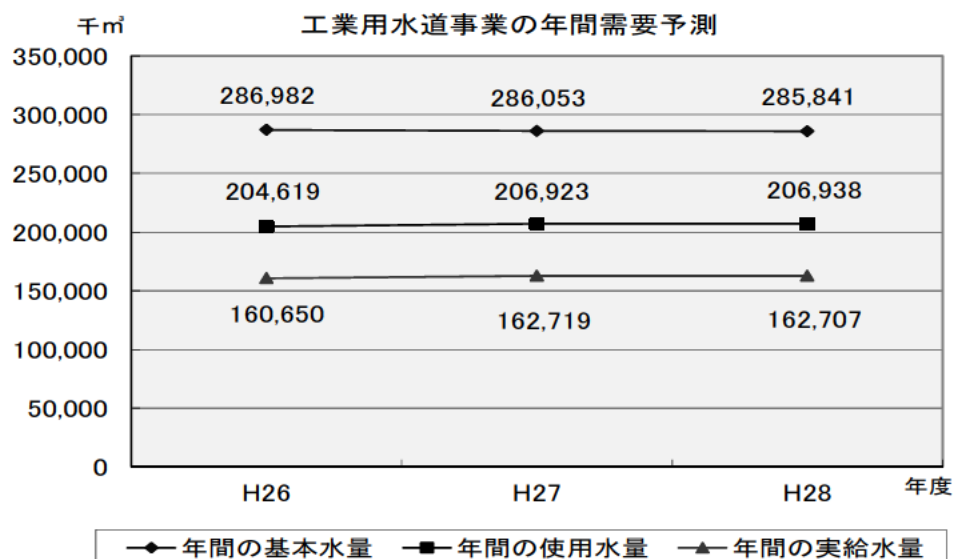 千㎥
工業用水道事業の年間需要予測
350,000
300,000
250,000
200,000
150,000
100,000
50,000
0
286,982 286,053 285,841
204,619 206,923 206,938
160,650 162,719 162,707
H26 H27 H28
年度
年間の基本水量 年間の使用水量 年間の実給水量